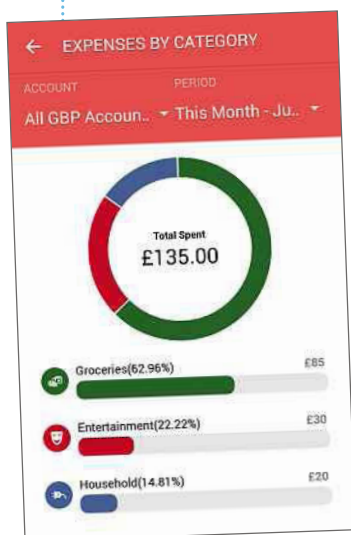 ← EXPENSES BY CATEGORY
ACCOUNT PERIOD
All GBP Accoun.. This Month - Ju..
Total Spent
£135.00
Groceries(62.96%) £85
Entertainment(22.22%) £30
Household(14.81%) £20